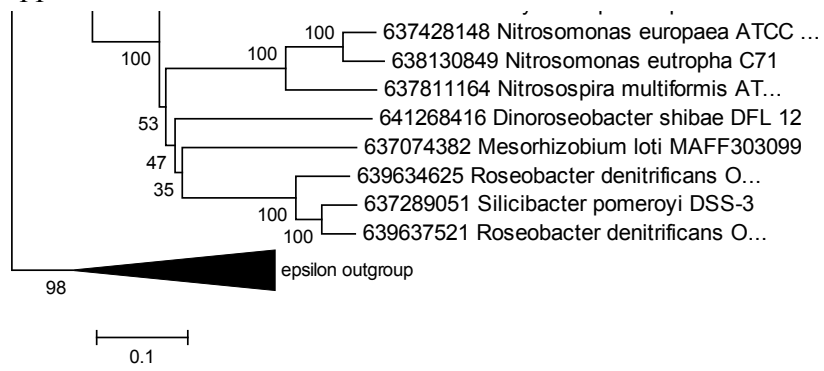 100
637428148 Nitrosomonas europaea ATCC ...
100
100
638130849 Nitrosomonas eutropha C71
637811164 Nitrosospira multiformis AT...
53
641268416 Dinoroseobacter shibae DFL 12
47
637074382 Mesorhizobium loti MAFF303099
35
639634625 Roseobacter denitrificans O...
100
637289051 Silicibacter pomeroyi DSS-3
100
639637521 Roseobacter denitrificans O...
98
epsilon outgroup
0.1